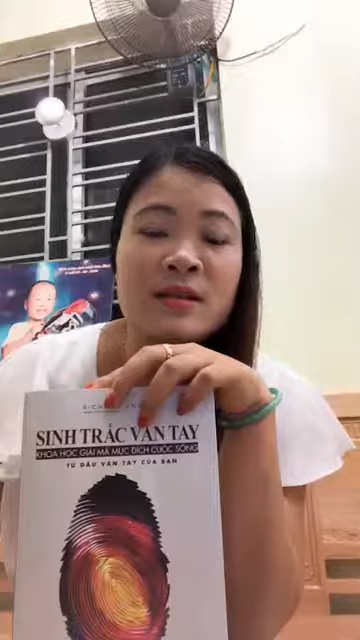 SINH TRẮC VÂN TAY
KHOA HỌC GIẢI MÃ MỤC ĐÍCH CUỘC SỐNG
TỪ DẤU VÂN TAY CỦA BẠN